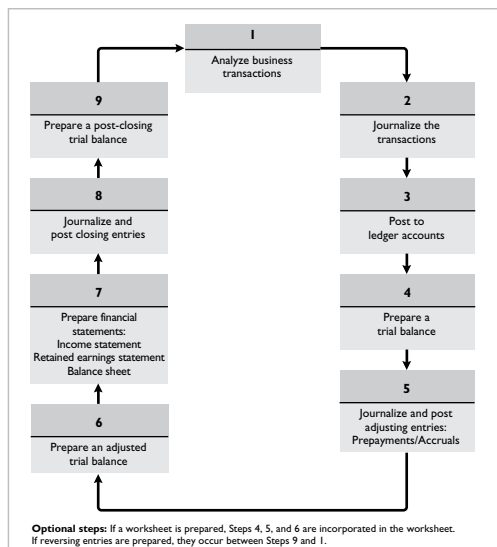 1
Analyze business
transactions
2
Journalize the
transactions
3
Post to
ledger accounts
4
Prepare a
trial balance
5
Journalize and post
adjusting entries:
Prepayments/Accruals
6
Prepare an adjusted
trial balance
7
Prepare financial
statements:
Income statement
Retained earnings statement
Balance sheet
8
Journalize and
post closing entries
9
Prepare a post-closing
trial balance
Optional steps: If a worksheet is prepared, Steps 4, 5, and 6 are incorporated in the worksheet.
If reversing entries are prepared, they occur between Steps 9 and 1.